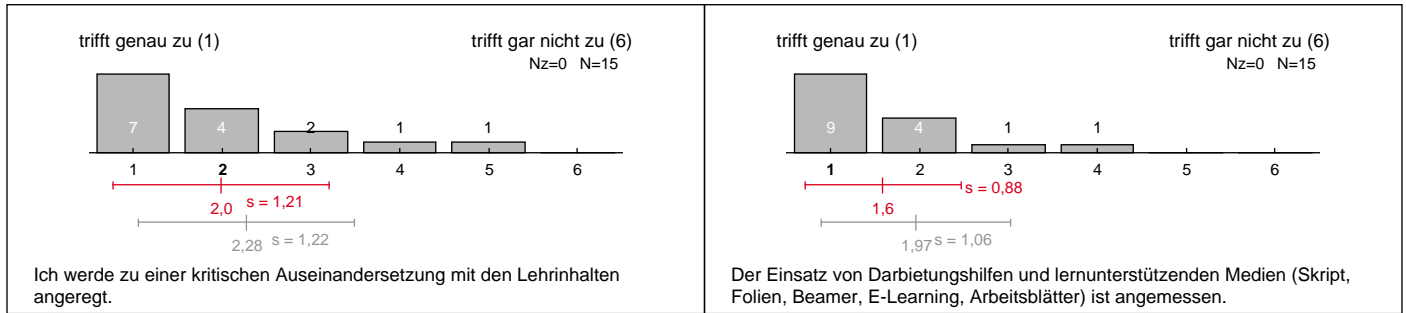 trifft genau zu (1) trifft gar nicht zu (6)
Nz=0 N=15
7 4 2 1 1
1 2 3 4 5 6
2,0 s = 1,21
2,28 s = 1,22
Ich werde zu einer kritischen Auseinandersetzung mit den Lehrinhalten
angeregt.
trifft genau zu (1) trifft gar nicht zu (6)
Nz=0 N=15
9 4 1 1
1 2 3 4 5 6
1,6 s = 0,88
1,97 s = 1,06
Der Einsatz von Darbietungshilfen und lernunterstützenden Medien (Skript,
Folien, Beamer, E-Learning, Arbeitsblätter) ist angemessen.